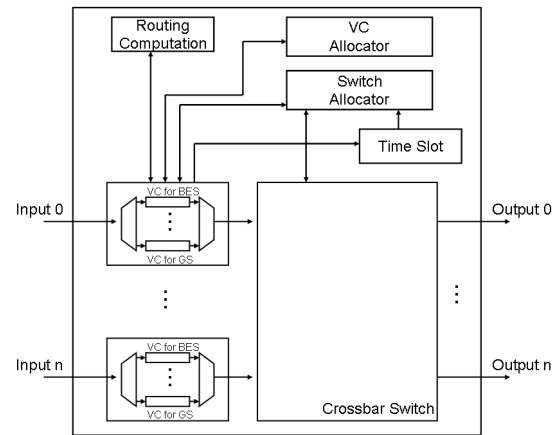 Routing
Computation
VC
Allocator
Switch
Allocator
Time Slot
Input 0
VC for BES
VC for GS
Output 0
Input n
VC for BES
VC for GS
Output n
Crossbar Switch